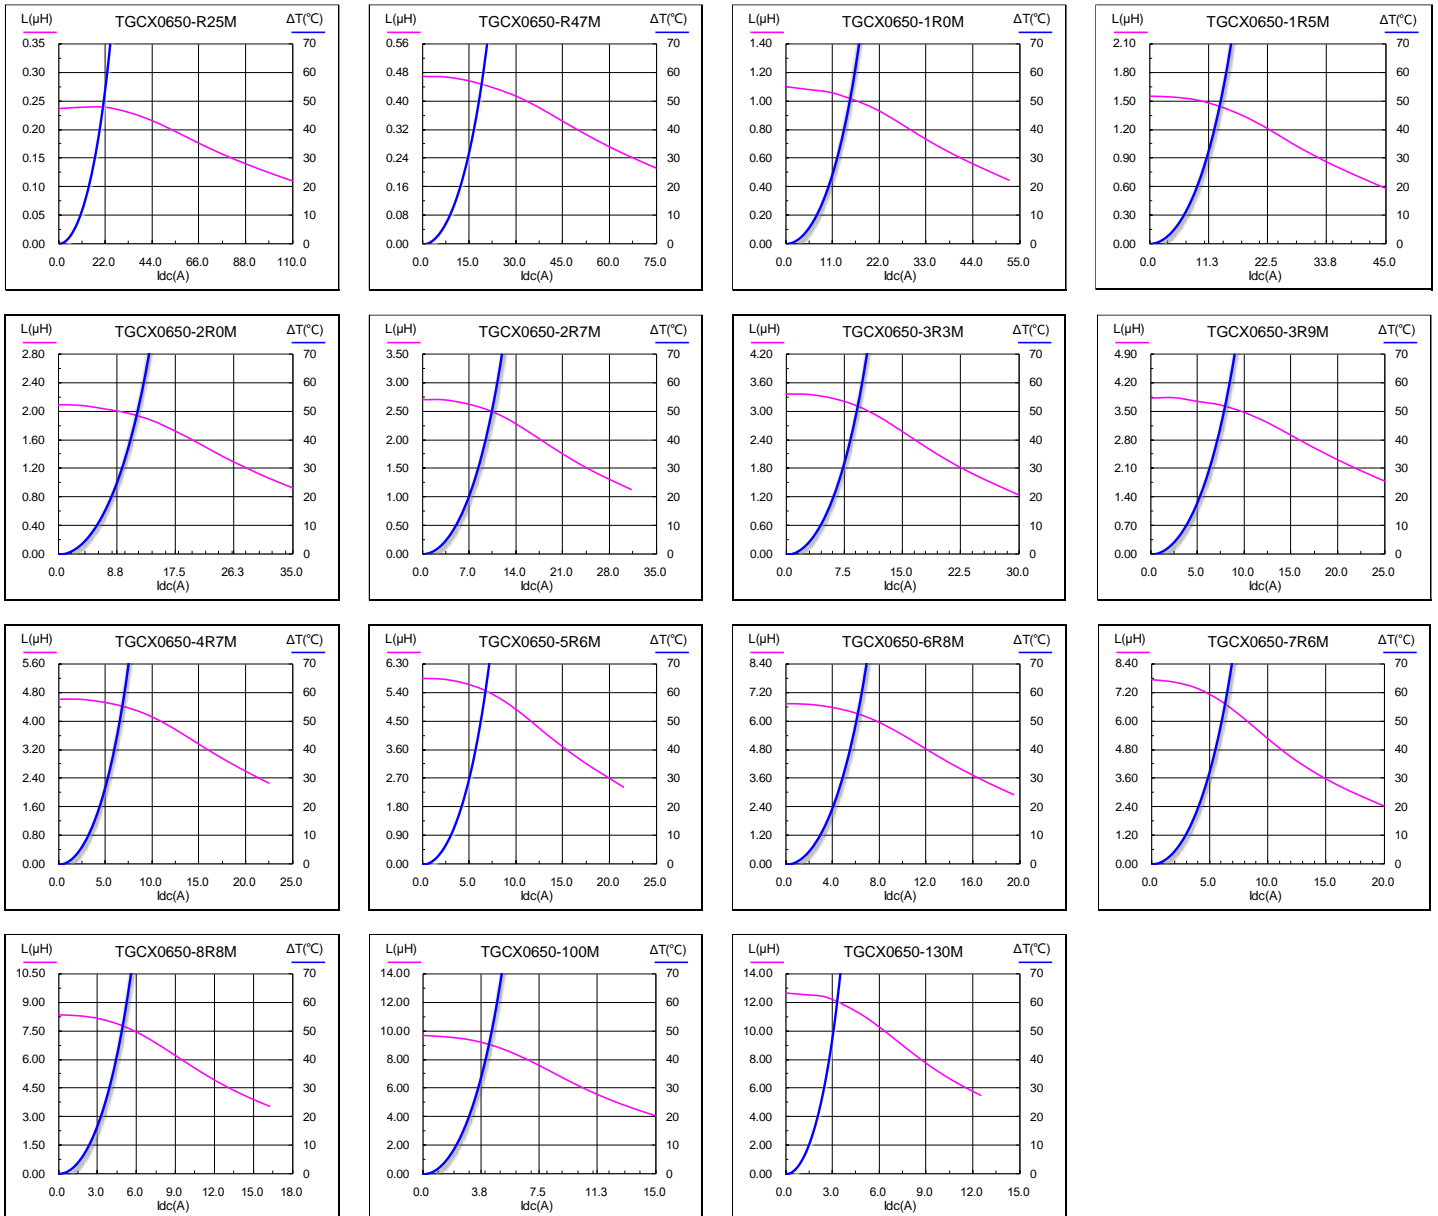 L(μH) TGCX0650-R25M ΔT(℃)
0.35 70
0.30 60
0.25 50
0.20 40
0.15 30
0.10 20
0.05 10
0.00 0
0.0 22.0 44.0 66.0 88.0 110.0
Idc(A)
L(μH) TGCX0650-R47M ΔT(℃)
0.56 70
0.48 60
0.40 50
0.32 40
0.24 30
0.16 20
0.08 10
0.00 0
0.0 15.0 30.0 45.0 60.0 75.0
Idc(A)
L(μH) TGCX0650-1R0M ΔT(℃)
1.40 70
1.20 60
1.00 50
0.80 40
0.60 30
0.40 20
0.20 10
0.00 0
0.0 11.0 22.0 33.0 44.0 55.0
Idc(A)
L(μH) TGCX0650-1R5M ΔT(℃)
2.10 70
1.80 60
1.50 50
1.20 40
0.90 30
0.60 20
0.30 10
0.00 0
0.0 11.3 22.5 33.8 45.0
Idc(A)
L(μH) TGCX0650-2R0M ΔT(℃)
2.80 70
2.40 60
2.00 50
1.60 40
1.20 30
0.80 20
0.40 10
0.00 0
0.0 8.8 17.5 26.3 35.0
Idc(A)
L(μH) TGCX0650-2R7M ΔT(℃)
3.50 70
3.00 60
2.50 50
2.00 40
1.50 30
1.00 20
0.50 10
0.00 0
0.0 7.0 14.0 21.0 28.0 35.0
Idc(A)
L(μH) TGCX0650-3R3M ΔT(℃)
4.20 70
3.60 60
3.00 50
2.40 40
1.80 30
1.20 20
0.60 10
0.00 0
0.0 7.5 15.0 22.5 30.0
Idc(A)
L(μH) TGCX0650-3R9M ΔT(℃)
4.90 70
4.20 60
3.50 50
2.80 40
2.10 30
1.40 20
0.70 10
0.00 0
0.0 5.0 10.0 15.0 20.0 25.0
Idc(A)
L(μH) TGCX0650-4R7M ΔT(℃)
5.60 70
4.80 60
4.00 50
3.20 40
2.40 30
1.60 20
0.80 10
0.00 0
0.0 5.0 10.0 15.0 20.0 25.0
Idc(A)
L(μH) TGCX0650-5R6M ΔT(℃)
6.30 70
5.40 60
4.50 50
3.60 40
2.70 30
1.80 20
0.90 10
0.00 0
0.0 5.0 10.0 15.0 20.0 25.0
Idc(A)
L(μH) TGCX0650-6R8M ΔT(℃)
8.40 70
7.20 60
6.00 50
4.80 40
3.60 30
2.40 20
1.20 10
0.00 0
0.0 4.0 8.0 12.0 16.0 20.0
Idc(A)
L(μH) TGCX0650-7R6M ΔT(℃)
8.40 70
7.20 60
6.00 50
4.80 40
3.60 30
2.40 20
1.20 10
0.00 0
0.0 5.0 10.0 15.0 20.0
Idc(A)
L(μH) TGCX0650-8R8M ΔT(℃)
10.50 70
9.00 60
7.50 50
6.00 40
4.50 30
3.00 20
1.50 10
0.00 0
0.0 3.0 6.0 9.0 12.0 15.0 18.0
Idc(A)
L(μH) TGCX0650-100M ΔT(℃)
14.00 70
12.00 60
10.00 50
8.00 40
6.00 30
4.00 20
2.00 10
0.00 0
0.0 3.8 7.5 11.3 15.0
Idc(A)
L(μH) TGCX0650-130M ΔT(℃)
14.00 70
12.00 60
10.00 50
8.00 40
6.00 30
4.00 20
2.00 10
0.00 0
0.0 3.0 6.0 9.0 12.0 15.0
Idc(A)